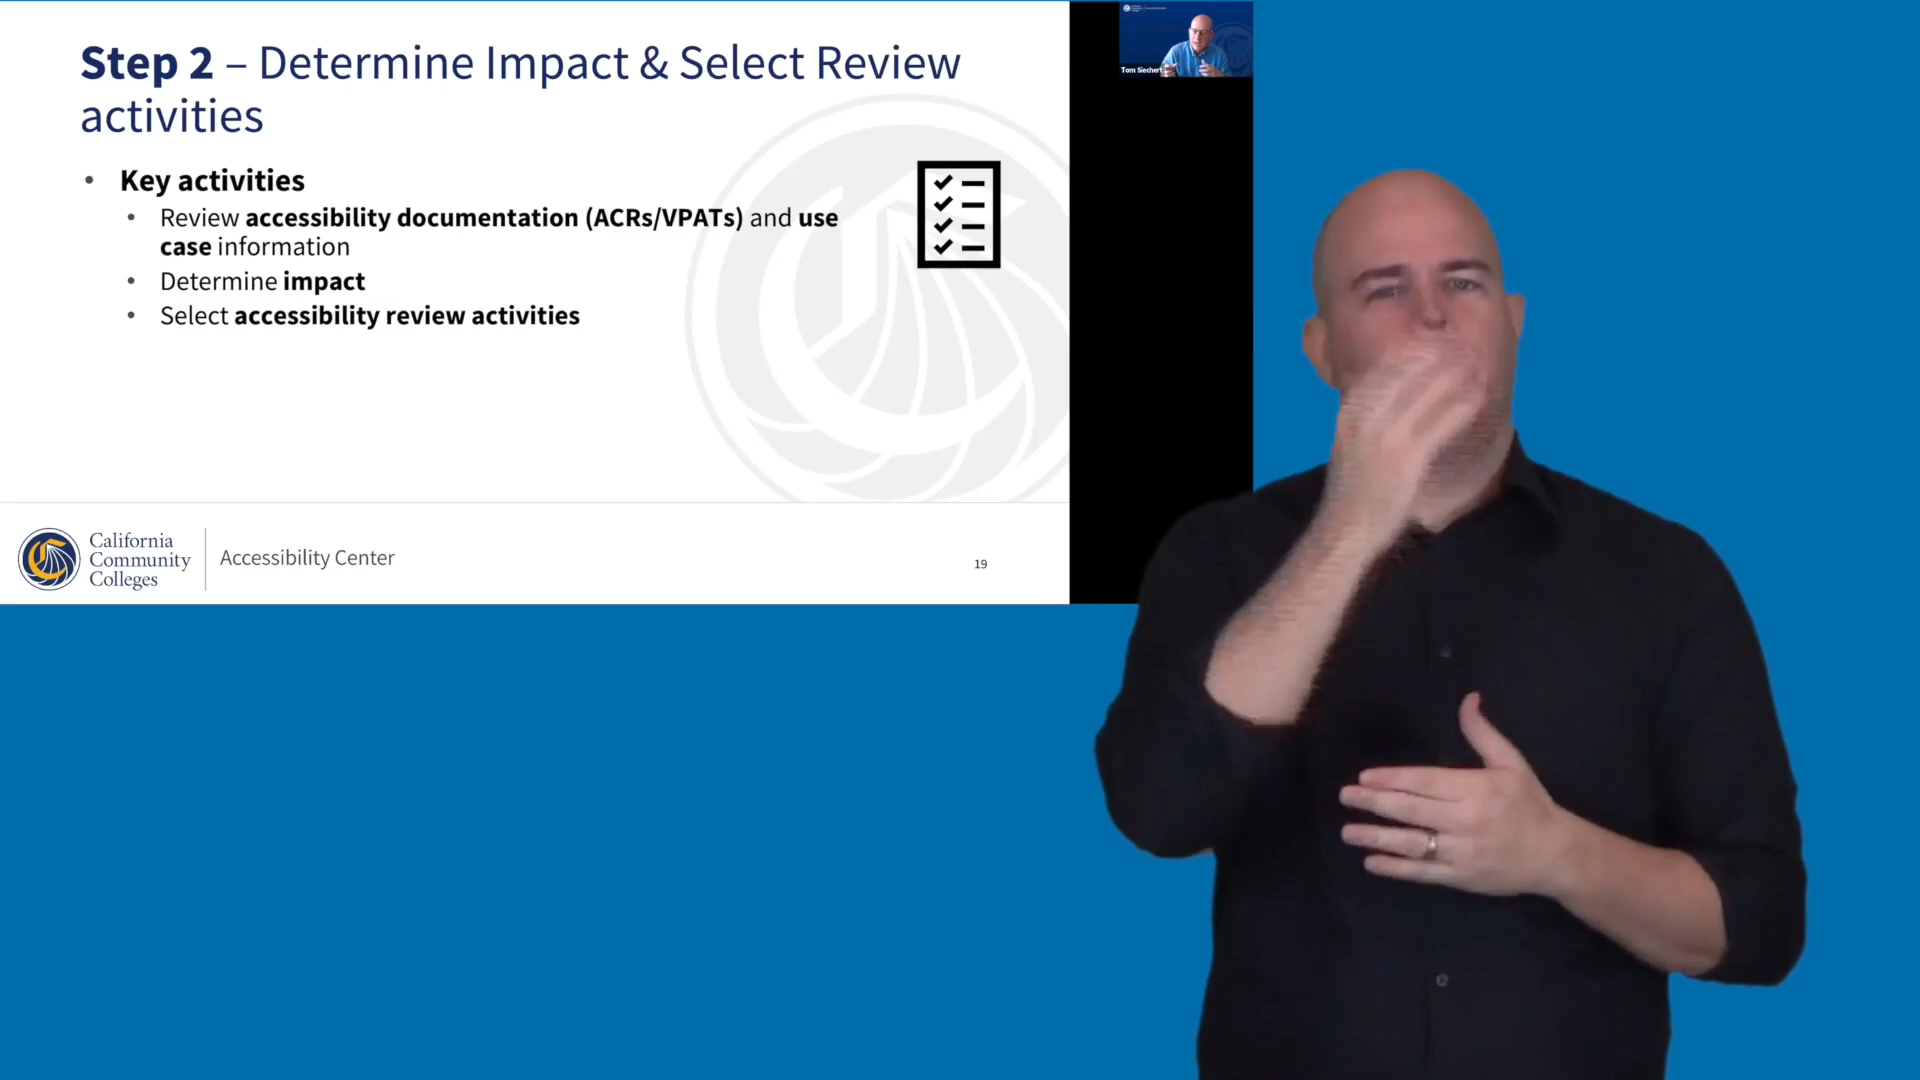 Step 2 – Determine Impact & Select Review
activities
• Key activities
• Review accessibility documentation (ACRs/VPATs) and use
case information
• Determine impact
• Select accessibility review activities
California
Community
Colleges
Accessibility Center
19
Tom Siechert